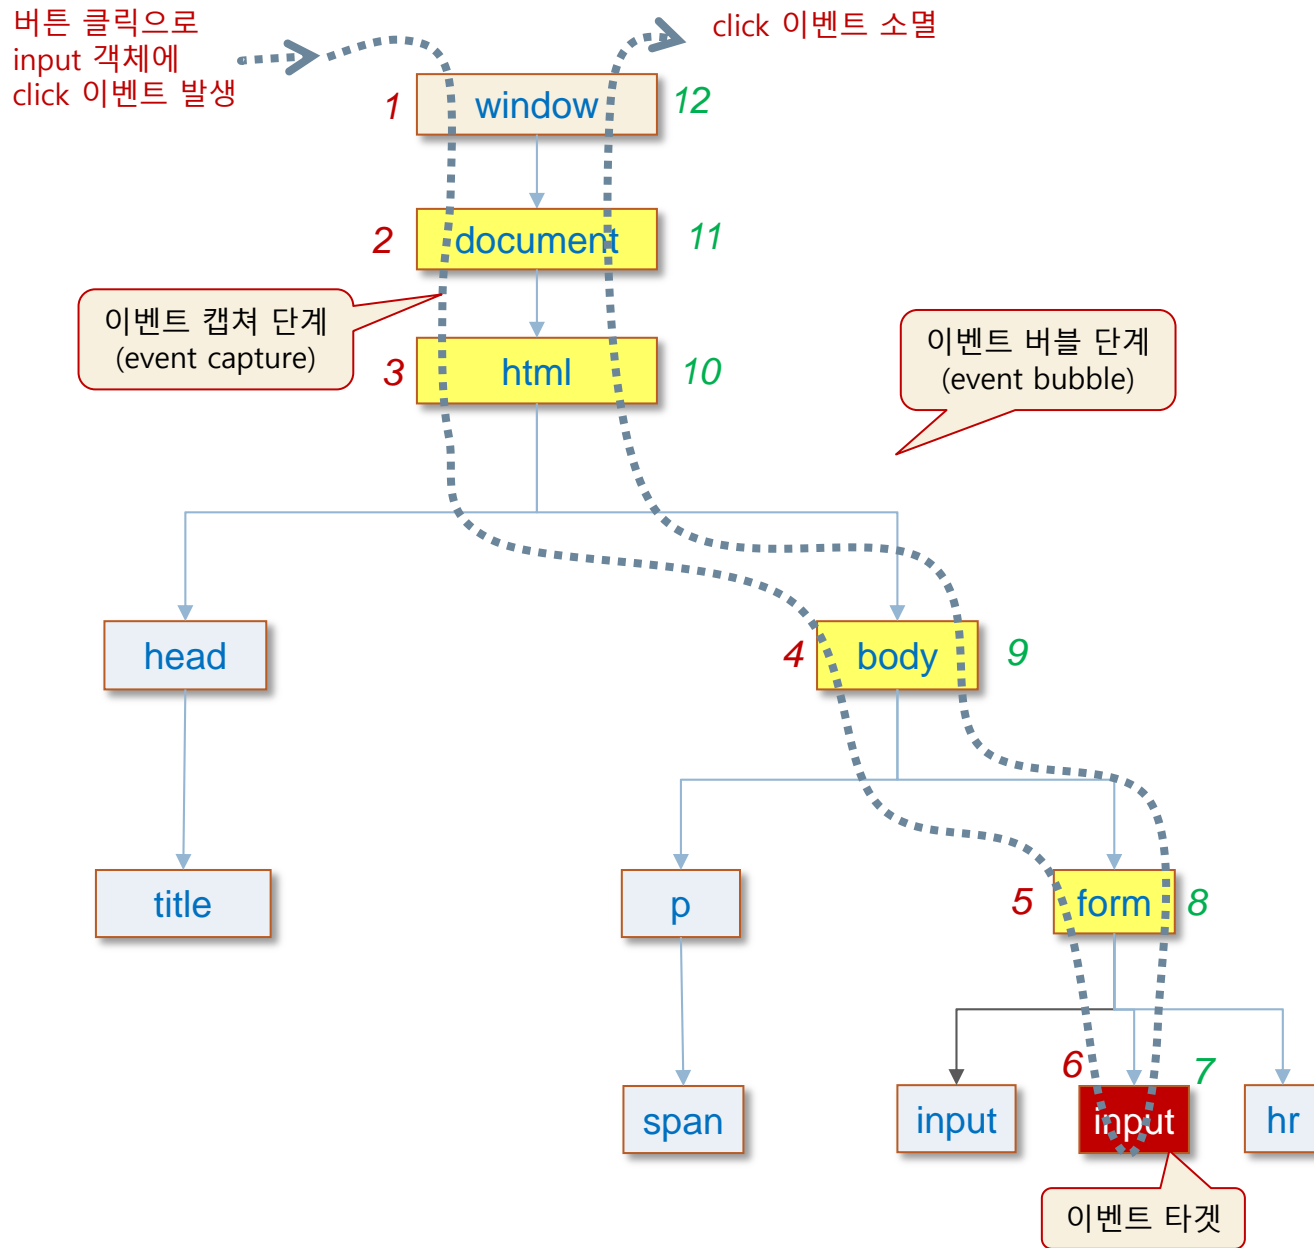 버튼 클릭으로
input 객체에
click 이벤트 발생
click 이벤트 소멸
1
window
12
2
document
11
이벤트 캡쳐 단계
(event capture)
3
html
10
이벤트 버블 단계
(event bubble)
head
4
body
9
title
p
5
form
8
6
7
span
input
input
hr
이벤트 타겟